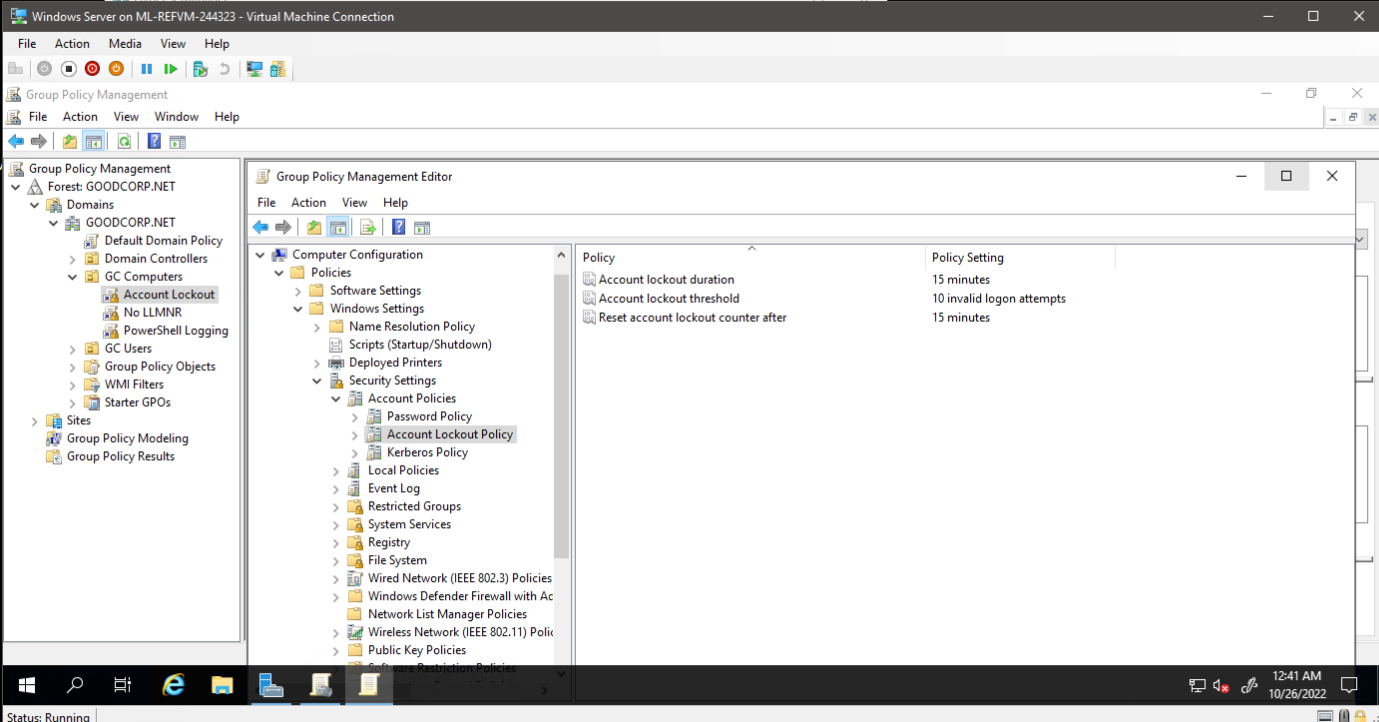 Windows Server on ML-REFVM-244323 - Virtual Machine Connection
File Action Media View Help
Group Policy Management
File Action View Window Help
Group Policy Management
Forest: GOODCORP.NET
Domains
GOODCORP.NET
Default Domain Policy
Domain Controllers
GC Computers
Account Lockout
No LLMNR
PowerShell Logging
GC Users
Group Policy Objects
WMI Filters
Starter GPOs
Sites
Group Policy Modeling
Group Policy Results
Group Policy Management Editor
File Action View Help
Computer Configuration
Policies
Software Settings
Windows Settings
Name Resolution Policy
Scripts (Startup/Shutdown)
Deployed Printers
Security Settings
Account Policies
Password Policy
Account Lockout Policy
Kerberos Policy
Local Policies
Event Log
Restricted Groups
System Services
Registry
File System
Wired Network (IEEE 802.3) Policies
Windows Defender Firewall with Ad
Network List Manager Policies
Wireless Network (IEEE 802.11) Polic
Public Key Policies
Software Restriction Policies
Policy Policy Setting
Account lockout duration 15 minutes
Account lockout threshold 10 invalid logon attempts
Reset account lockout counter after 15 minutes
12:41 AM
10/26/2022
Status: Running